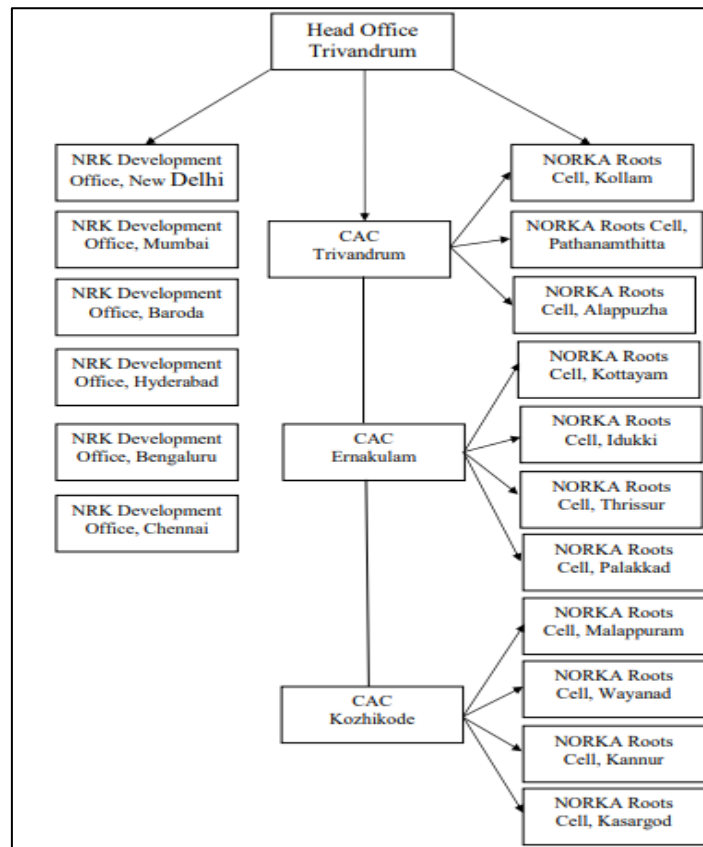 Head Office
Trivandrum
NRK Development
Office, New Delhi
NRK Development
Office, Mumbai
NRK Development
Office, Baroda
NRK Development
Office, Hyderabad
NRK Development
Office, Bengaluru
NRK Development
Office, Chennai
CAC
Trivandrum
CAC
Ernakulam
CAC
Kozhikode
NORKA Roots
Cell, Kollam
NORKA Roots Cell,
Pathanamthitta
NORKA Roots
Cell, Alappuzha
NORKA Roots
Cell, Kottayam
NORKA Roots
Cell, Idukki
NORKA Roots
Cell, Thrissur
NORKA Roots
Cell, Palakkad
NORKA Roots
Cell, Malappuram
NORKA Roots
Cell, Wayanad
NORKA Roots
Cell, Kannur
NORKA Roots
Cell, Kasargod